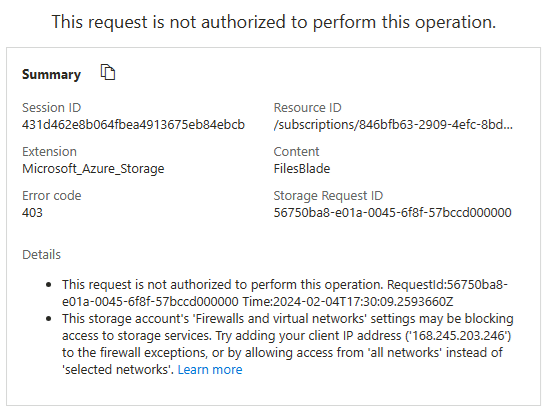 This request is not authorized to perform this operation.
Summary
Session ID
431d462e8b064fbea4913675eb84ebcb
Resource ID
/subscriptions/846bfb63-2909-4efc-8bd...
Extension
Microsoft_Azure_Storage
Content
FilesBlade
Error code
403
Storage Request ID
56750ba8-e01a-0045-6f8f-57bccd000000
Details
• This request is not authorized to perform this operation. RequestId:56750ba8-
e01a-0045-6f8f-57bccd000000 Time:2024-02-04T17:30:09.2593660Z
• This storage account's 'Firewalls and virtual networks' settings may be blocking
access to storage services. Try adding your client IP address ('168.245.203.246')
to the firewall exceptions, or by allowing access from 'all networks' instead of
'selected networks'. Learn more